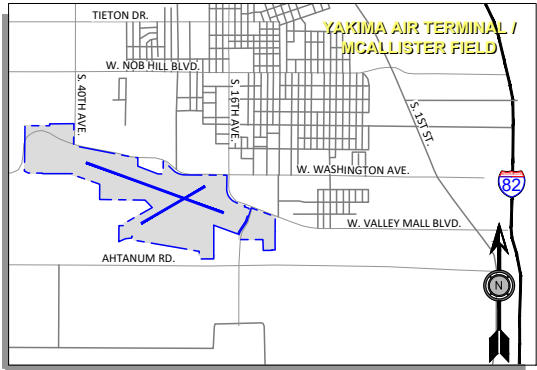 TIETON DR.
YAKIMA AIR TERMINAL /
MCALLISTER FIELD
W. NOB HILL BLVD.
S. 40TH AVE.
S. 16TH AVE.
S. 1ST ST.
W. WASHINGTON AVE.
82
W. VALLEY MALL BLVD.
AHTANUM RD.
N